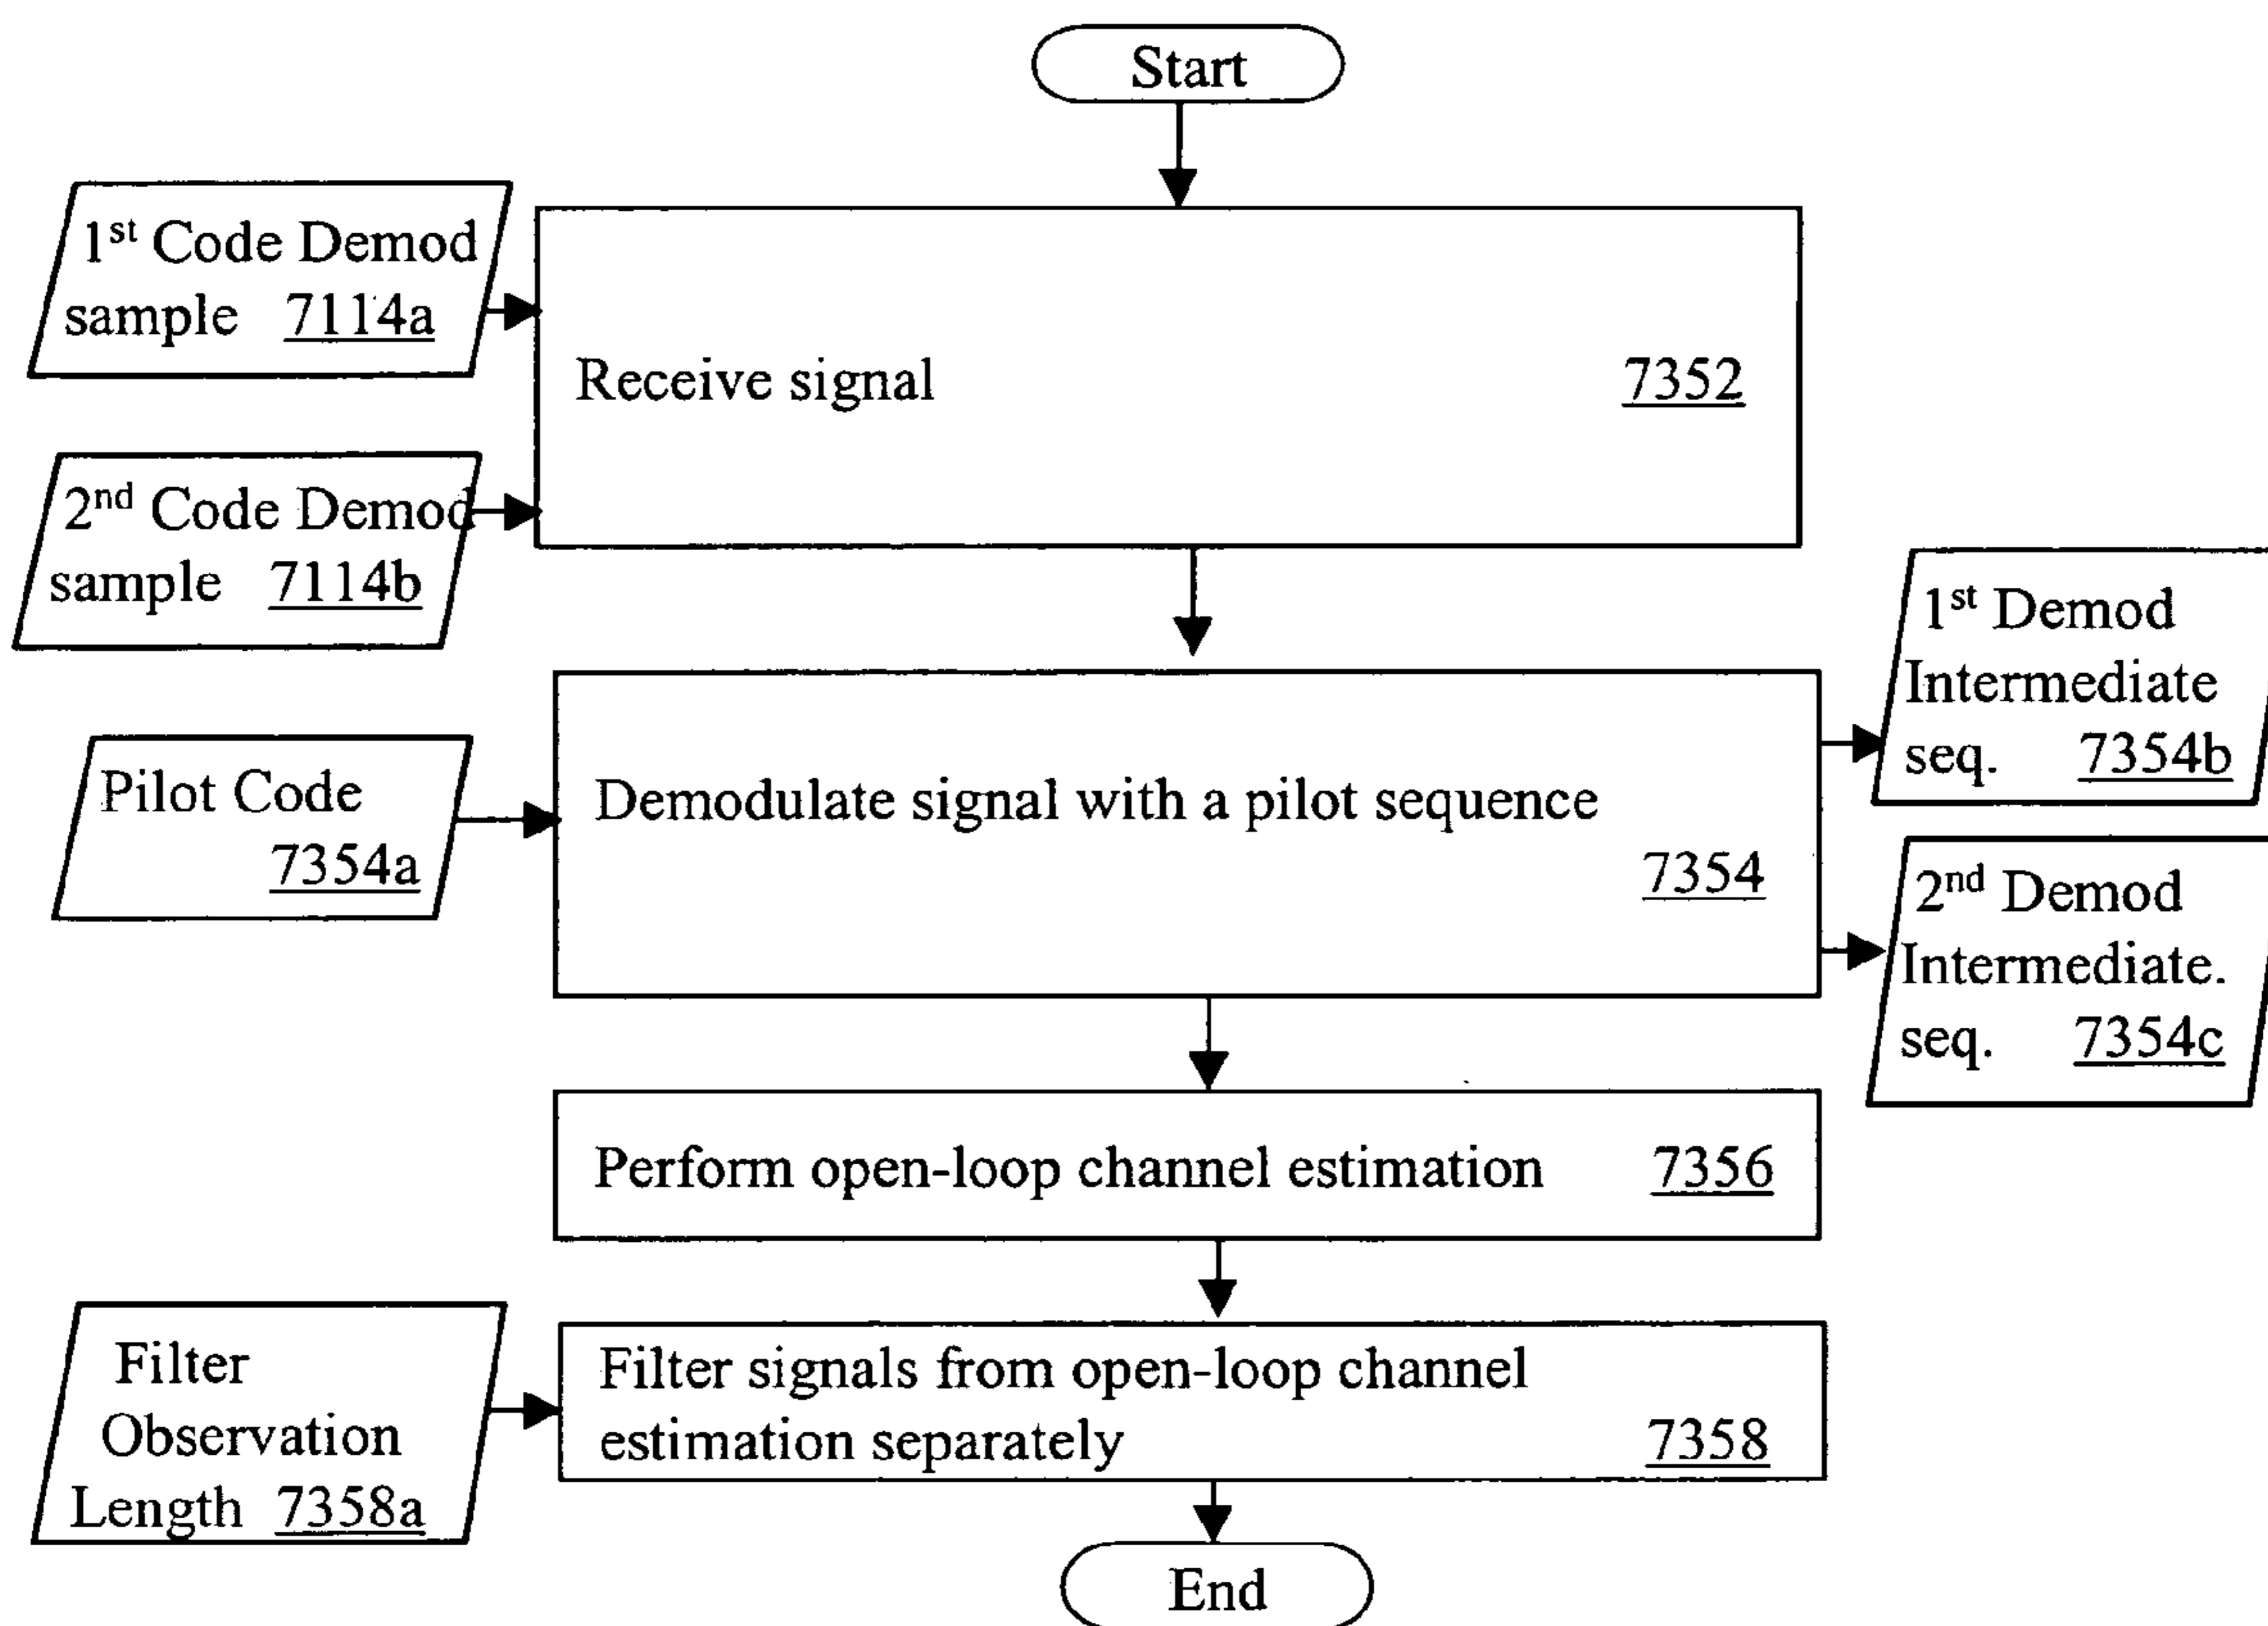 Start
1st Code Demod
sample 7114a
Receive signal 7352
2nd Code Demod
sample 7114b
1st Demod
Intermediate
seq. 7354b
Pilot Code
7354a
Demodulate signal with a pilot sequence
7354
2nd Demod
Intermediate.
seq. 7354c
Perform open-loop channel estimation 7356
Filter
Observation
Length 7358a
Filter signals from open-loop channel
estimation separately 7358
End